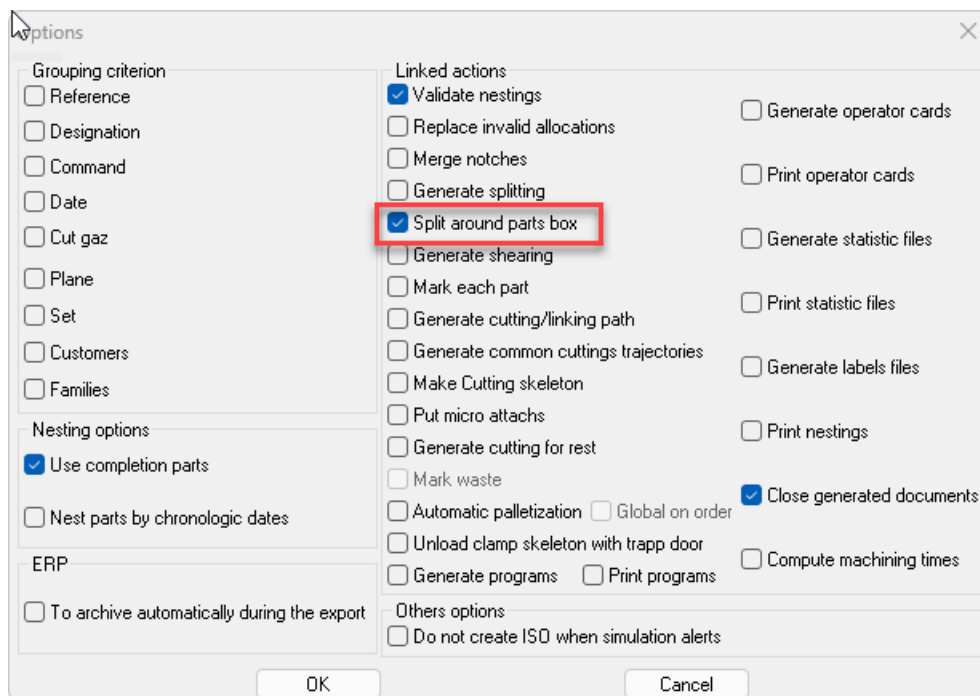 Options
Grouping criterion
Reference
Designation
Command
Date
Cut gaz
Plane
Set
Customers
Families
Nesting options
Use completion parts
Nest parts by chronologic dates
ERP
To archive automatically during the export
Linked actions
Validate nestings
Replace invalid allocations
Merge notches
Generate splitting
Split around parts box
Generate shearing
Mark each part
Generate cutting/linking path
Generate common cuttings trajectories
Make Cutting skeleton
Put micro attachs
Generate cutting for rest
Mark waste
Automatic palletization Global on order
Unload clamp skeleton with trapp door
Generate programs Print programs
Generate operator cards
Print operator cards
Generate statistic files
Print statistic files
Generate labels files
Print nestings
Close generated documents
Compute machining times
Others options
Do not create ISO when simulation alerts
OK Cancel